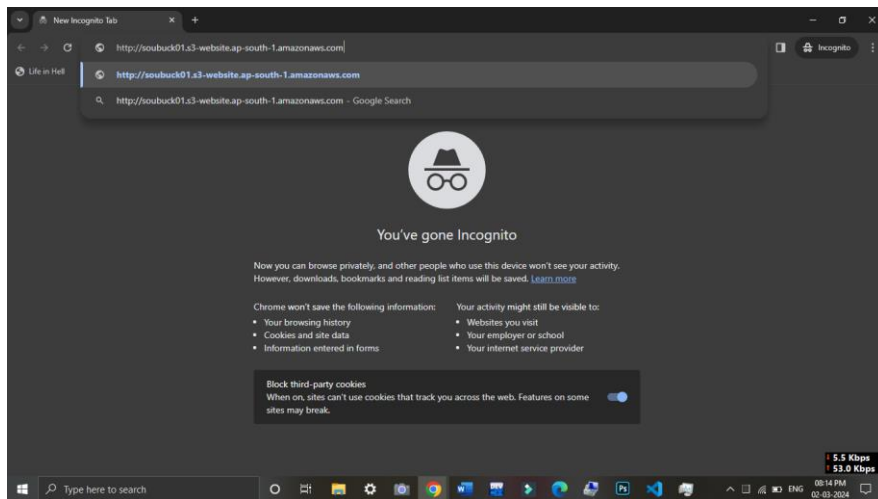 New Incognito Tab
http://soubuck01.s3-website.ap-south-1.amazonaws.com
Incognito
Life in Hell
http://soubuck01.s3-website.ap-south-1.amazonaws.com
http://soubuck01.s3-website.ap-south-1.amazonaws.com - Google Search
You've gone Incognito
Now you can browse privately, and other people who use this device won't see your activity.
However, downloads, bookmarks and reading list items will be saved. Learn more
Chrome won't save the following information:
• Your browsing history
• Cookies and site data
• Information entered in forms
Your activity might still be visible to:
• Websites you visit
• Your employer or school
• Your internet service provider
Block third-party cookies
When on, sites can't use cookies that track you across the web. Features on some
sites may break.
5.5 Kbps
53.0 Kbps
Type here to search
W
Ps
ENG
08:14 PM
02-03-2024